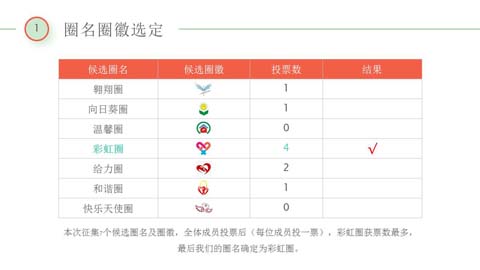 1 圈名圈徽选定
候选圈名 候选圈徽 投票数 结果
翱翔圈 1
向日葵圈 1
温馨圈 0
彩虹圈 4 √
给力圈 2
和谐圈 1
快乐天使圈 0
本次征集7个候选圈名及圈徽，全体成员投票后（每位成员投一票），彩虹圈获票数最多，
最后我们的圈名确定为彩虹圈。